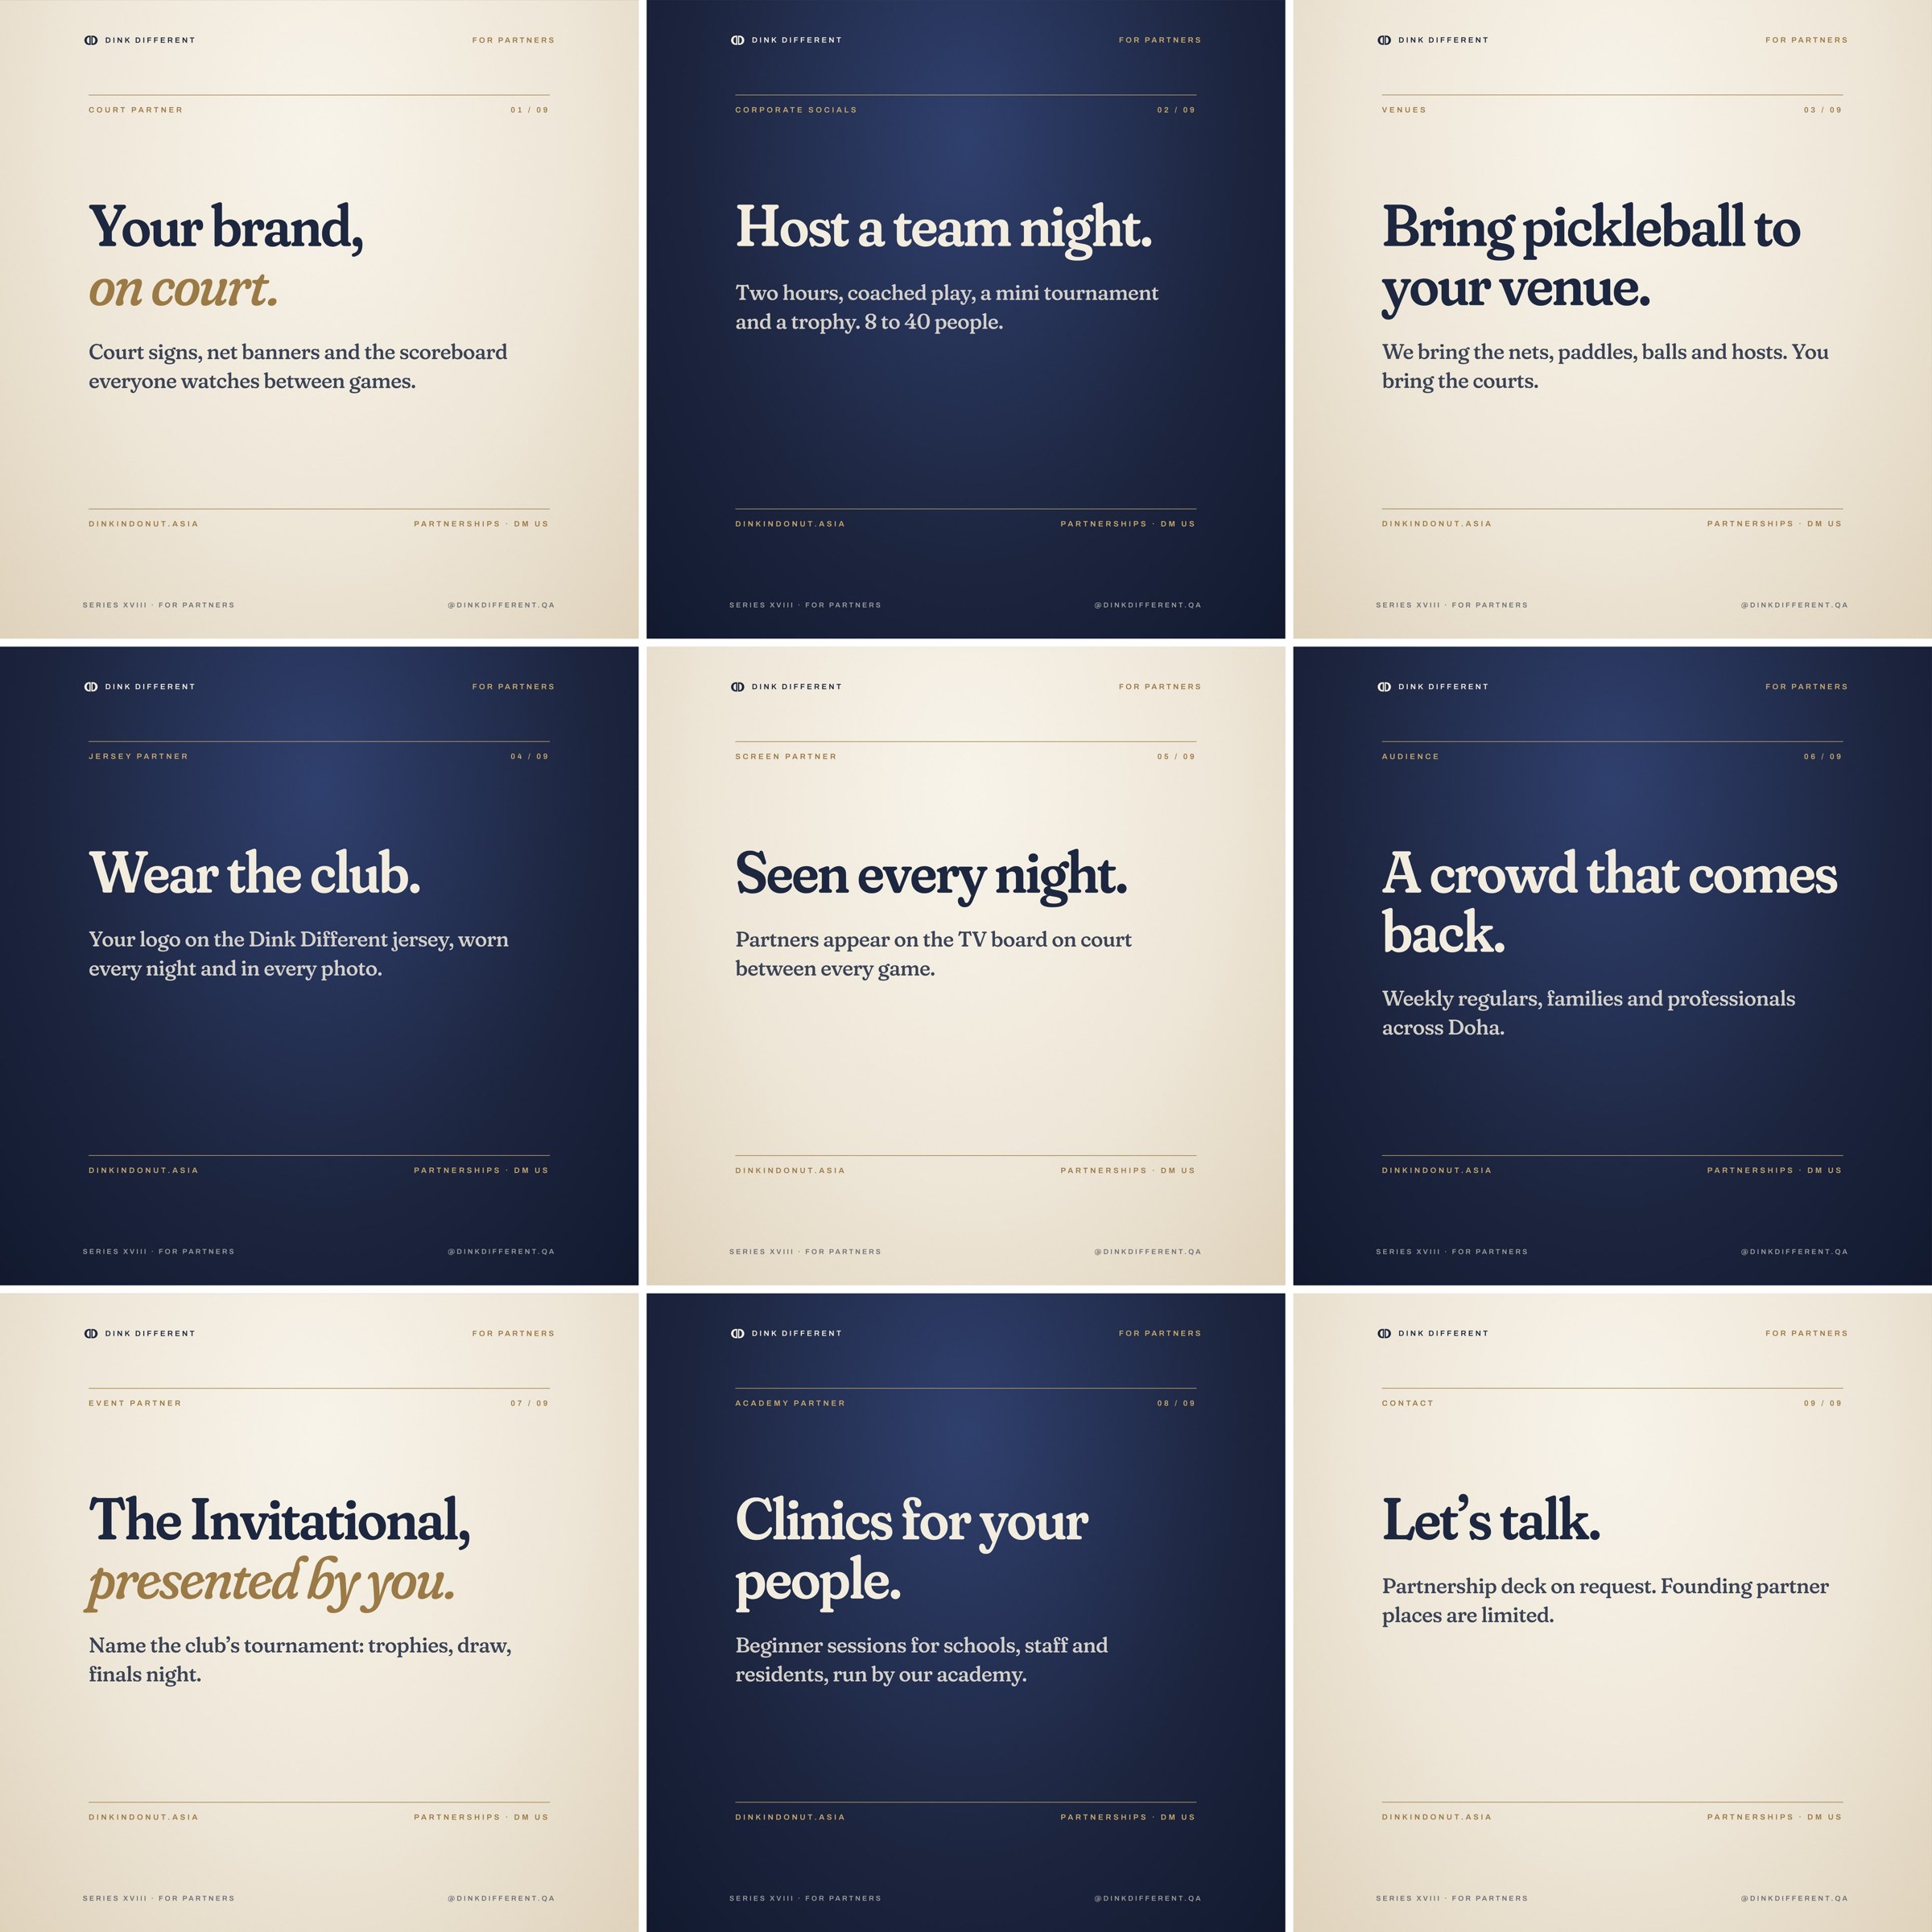 DINK DIFFERENT
FOR PARTNERS
COURT PARTNER
01 / 09
Your brand,
on court.
Court signs, net banners and the scoreboard
everyone watches between games.
DINKINDONUT.ASIA
PARTNERSHIPS · DM US
SERIES XVIII · FOR PARTNERS
@DINKDIFFERENT.QA
DINK DIFFERENT
FOR PARTNERS
CORPORATE SOCIALS
02 / 09
Host a team night.
Two hours, coached play, a mini tournament
and a trophy. 8 to 40 people.
DINKINDONUT.ASIA
PARTNERSHIPS · DM US
SERIES XVIII · FOR PARTNERS
@DINKDIFFERENT.QA
DINK DIFFERENT
FOR PARTNERS
VENUES
03 / 09
Bring pickleball to
your venue.
We bring the nets, paddles, balls and hosts. You
bring the courts.
DINKINDONUT.ASIA
PARTNERSHIPS · DM US
SERIES XVIII · FOR PARTNERS
@DINKDIFFERENT.QA
DINK DIFFERENT
FOR PARTNERS
JERSEY PARTNER
04 / 09
Wear the club.
Your logo on the Dink Different jersey, worn
every night and in every photo.
DINKINDONUT.ASIA
PARTNERSHIPS · DM US
SERIES XVIII · FOR PARTNERS
@DINKDIFFERENT.QA
DINK DIFFERENT
FOR PARTNERS
SCREEN PARTNER
05 / 09
Seen every night.
Partners appear on the TV board on court
between every game.
DINKINDONUT.ASIA
PARTNERSHIPS · DM US
SERIES XVIII · FOR PARTNERS
@DINKDIFFERENT.QA
DINK DIFFERENT
FOR PARTNERS
AUDIENCE
06 / 09
A crowd that comes
back.
Weekly regulars, families and professionals
across Doha.
DINKINDONUT.ASIA
PARTNERSHIPS · DM US
SERIES XVIII · FOR PARTNERS
@DINKDIFFERENT.QA
DINK DIFFERENT
FOR PARTNERS
EVENT PARTNER
07 / 09
The Invitational,
presented by you.
Name the club’s tournament: trophies, draw,
finals night.
DINKINDONUT.ASIA
PARTNERSHIPS · DM US
SERIES XVIII · FOR PARTNERS
@DINKDIFFERENT.QA
DINK DIFFERENT
FOR PARTNERS
ACADEMY PARTNER
08 / 09
Clinics for your
people.
Beginner sessions for schools, staff and
residents, run by our academy.
DINKINDONUT.ASIA
PARTNERSHIPS · DM US
SERIES XVIII · FOR PARTNERS
@DINKDIFFERENT.QA
DINK DIFFERENT
FOR PARTNERS
CONTACT
09 / 09
Let’s talk.
Partnership deck on request. Founding partner
places are limited.
DINKINDONUT.ASIA
PARTNERSHIPS · DM US
SERIES XVIII · FOR PARTNERS
@DINKDIFFERENT.QA